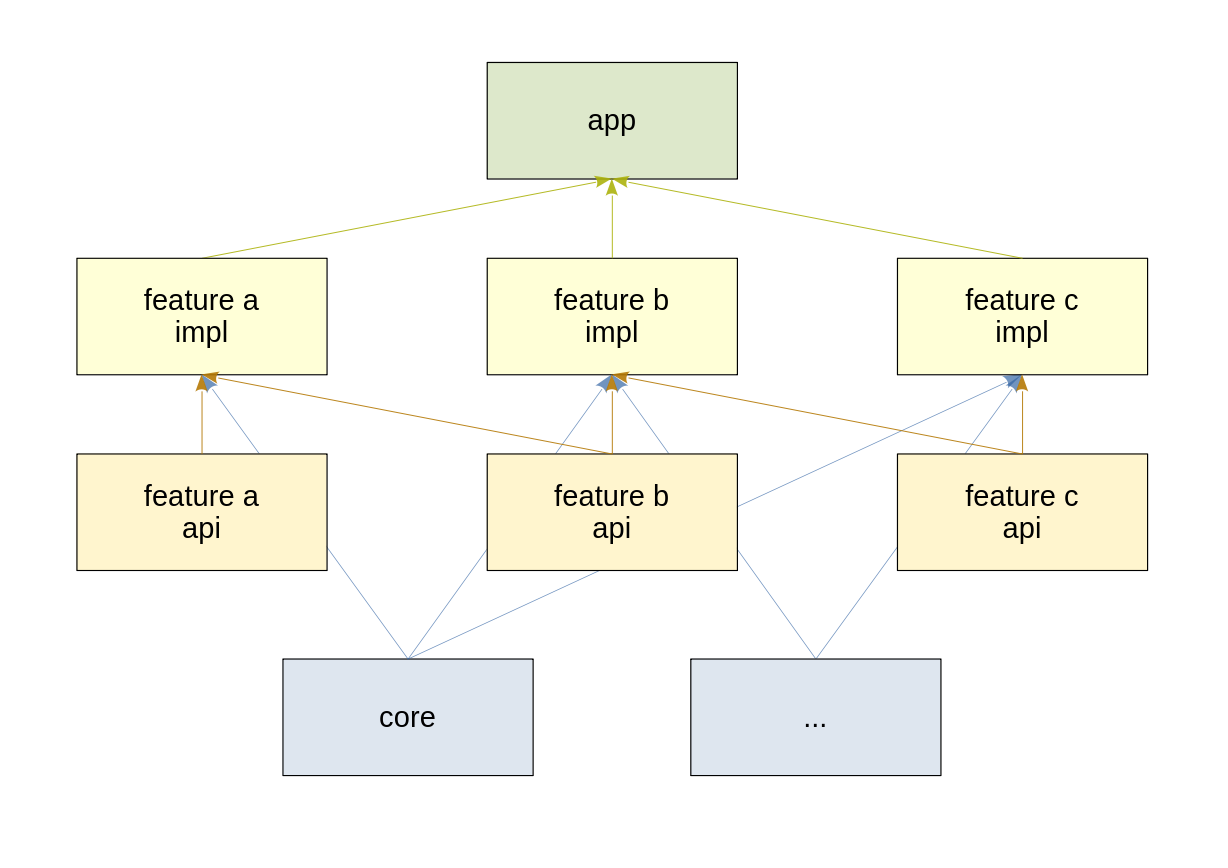 app
feature a
impl
feature b
impl
feature c
impl
feature a
api
feature b
api
feature c
api
core
...